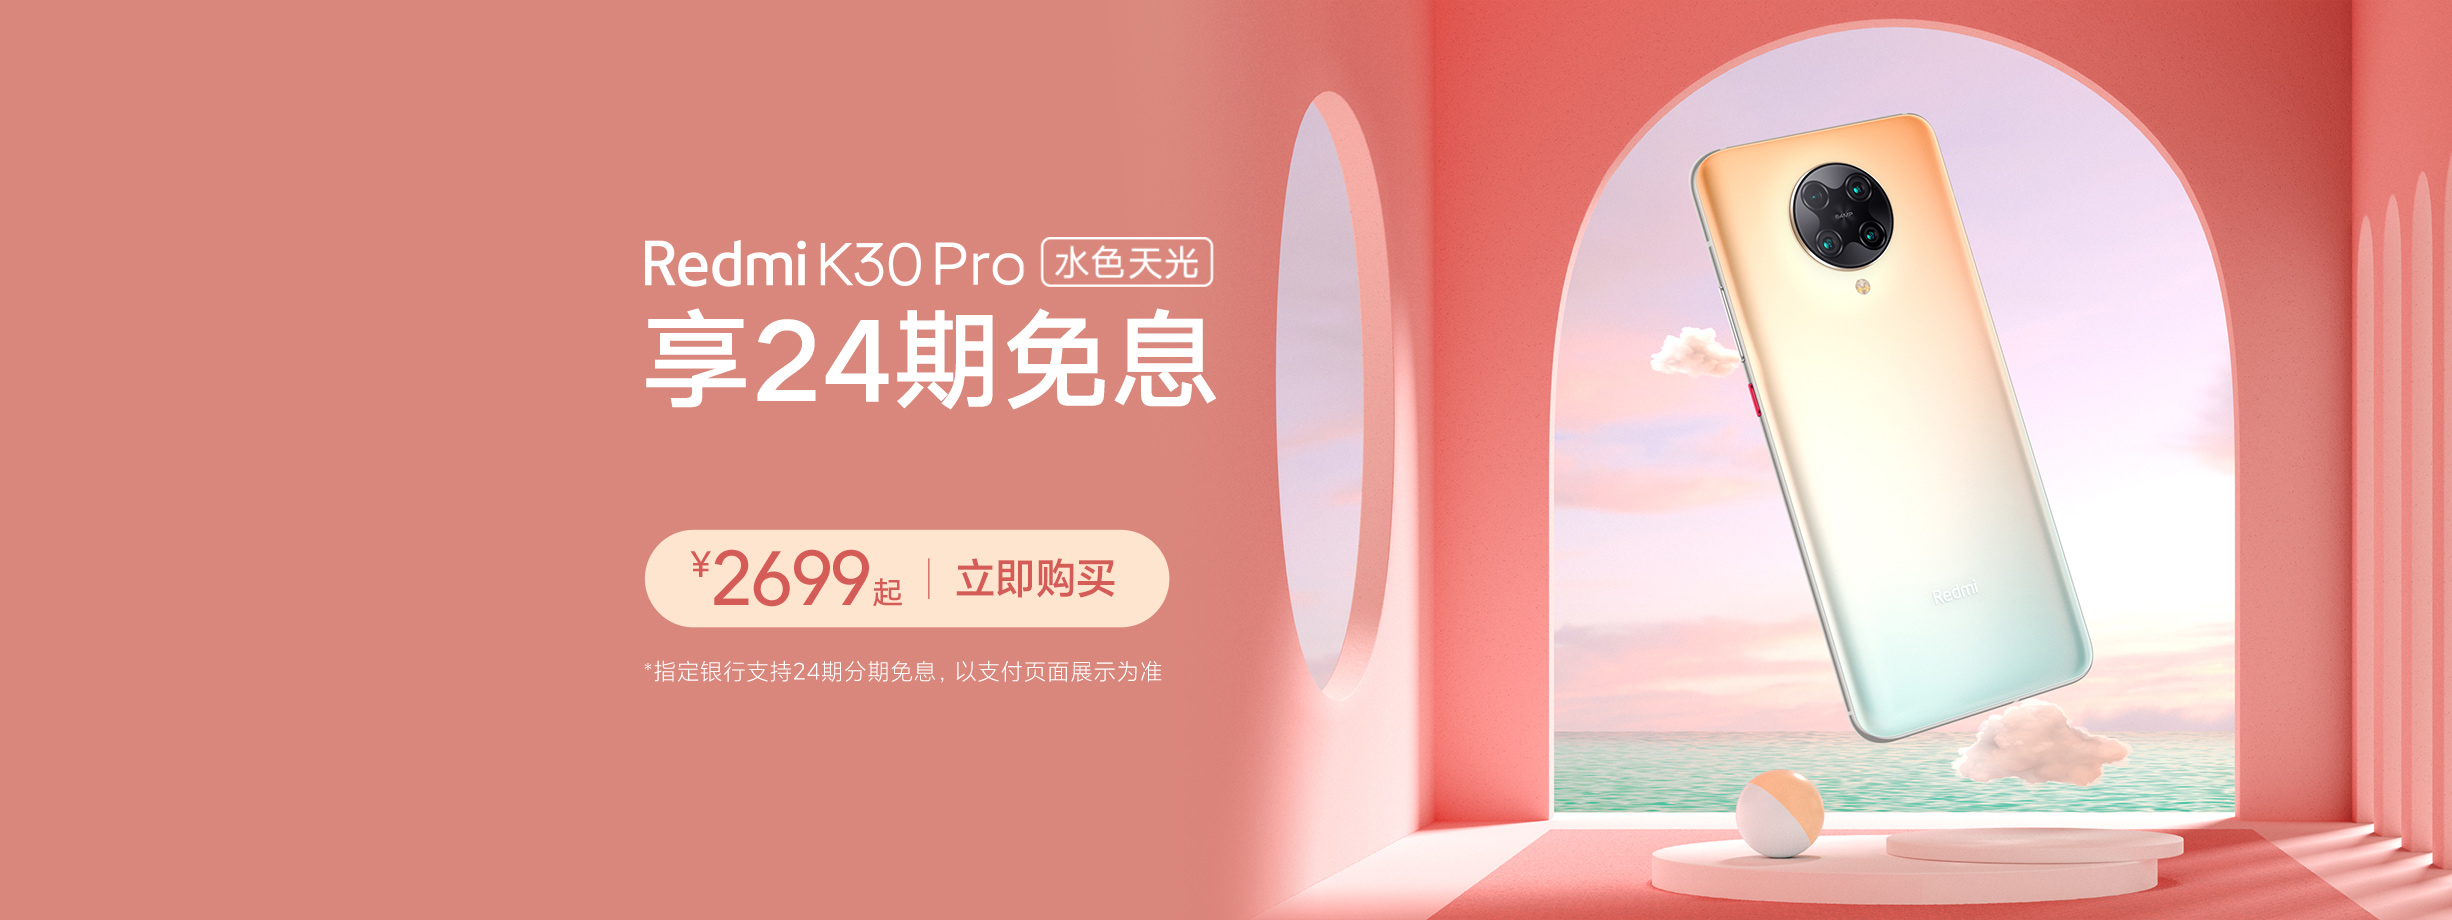 Redmi K30 Pro 水色天光
享24期免息
¥2699起 | 立即购买
*指定银行支持24期分期免息，以支付页面展示为准
64MP
Redmi